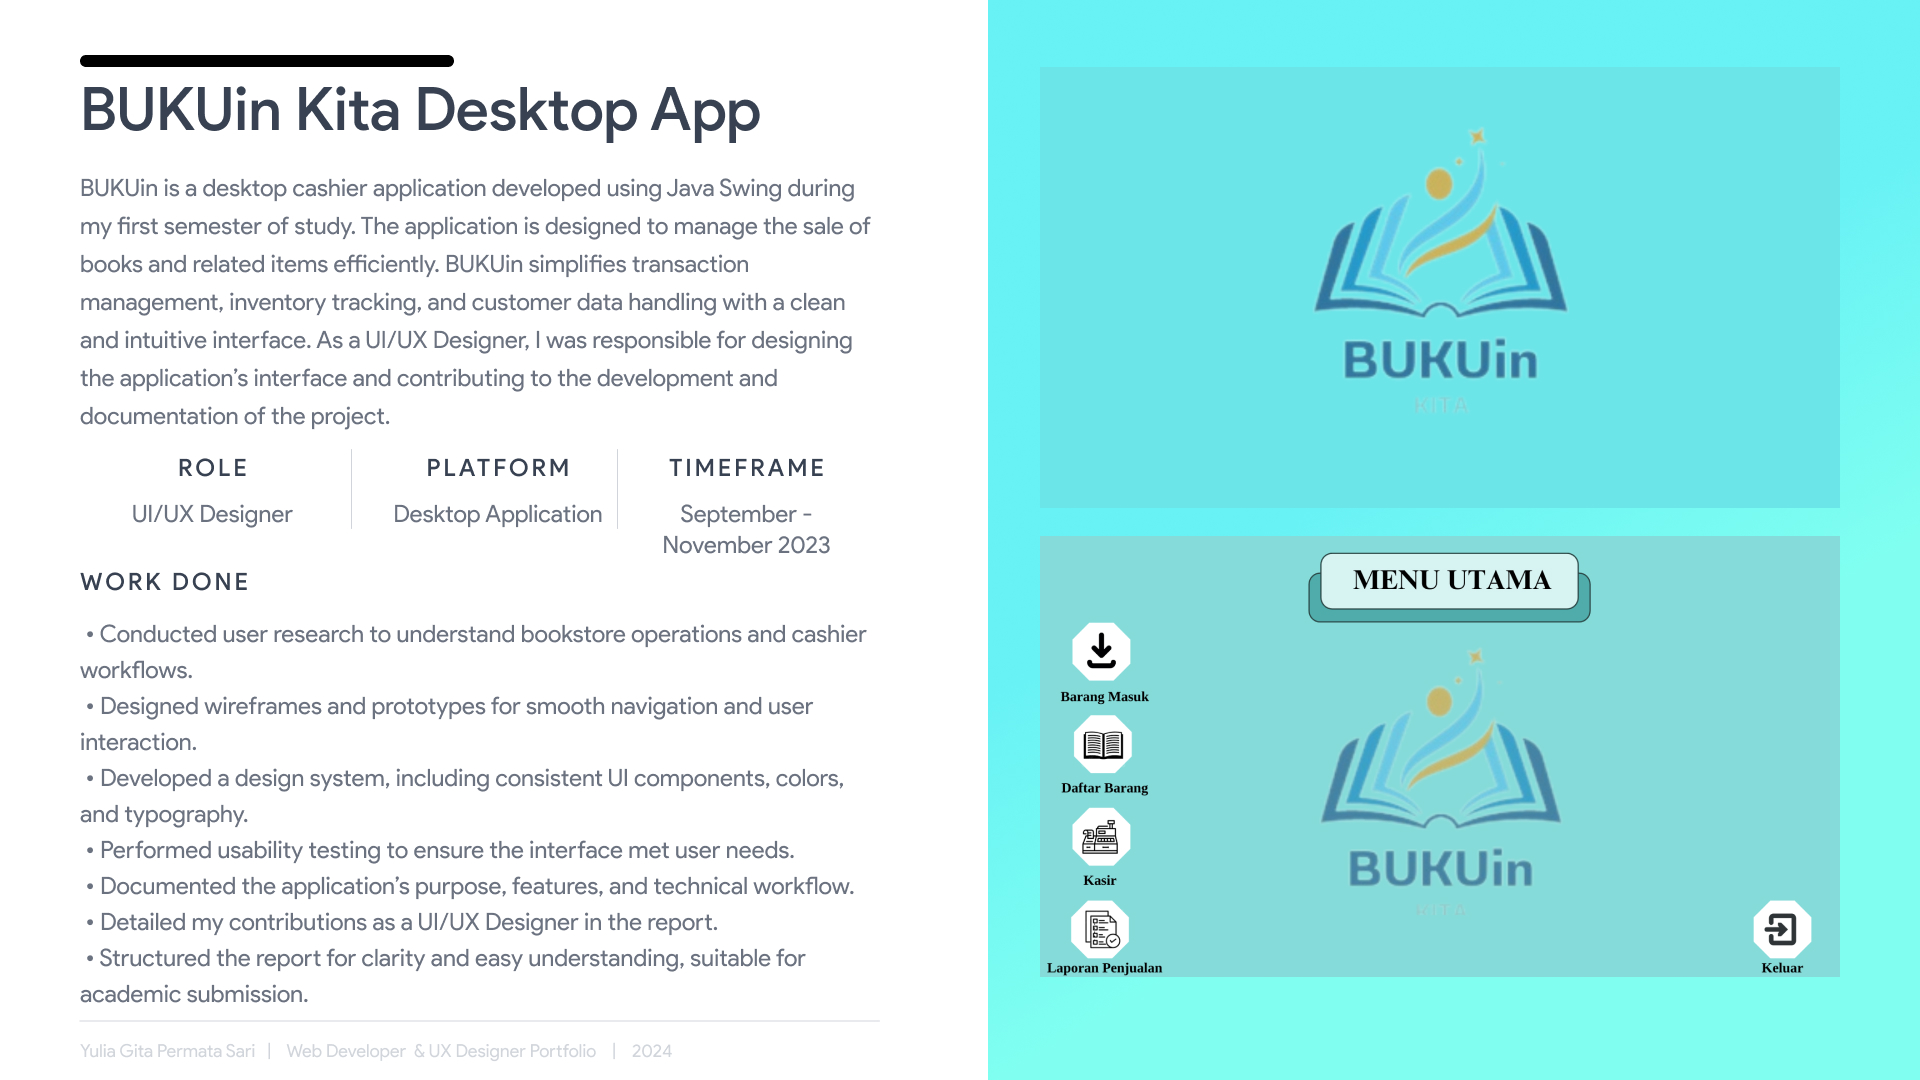 BUKUin Kita Desktop App
BUKUin is a desktop cashier application developed using Java Swing during
my first semester of study. The application is designed to manage the sale of
books and related items efficiently. BUKUin simplifies transaction
management, inventory tracking, and customer data handling with a clean
and intuitive interface. As a UI/UX Designer, I was responsible for designing
the application’s interface and contributing to the development and
documentation of the project.
ROLE
UI/UX Designer
PLATFORM
Desktop Application
TIMEFRAME
September -
November 2023
WORK DONE
• Conducted user research to understand bookstore operations and cashier
workflows.
• Designed wireframes and prototypes for smooth navigation and user
interaction.
• Developed a design system, including consistent UI components, colors,
and typography.
• Performed usability testing to ensure the interface met user needs.
• Documented the application’s purpose, features, and technical workflow.
• Detailed my contributions as a UI/UX Designer in the report.
• Structured the report for clarity and easy understanding, suitable for
academic submission.
Yulia Gita Permata Sari | Web Developer & UX Designer Portfolio | 2024
BUKUin
KITA
MENU UTAMA
Barang Masuk
Daftar Barang
Kasir
Laporan Penjualan
BUKUin
KITA
Keluar